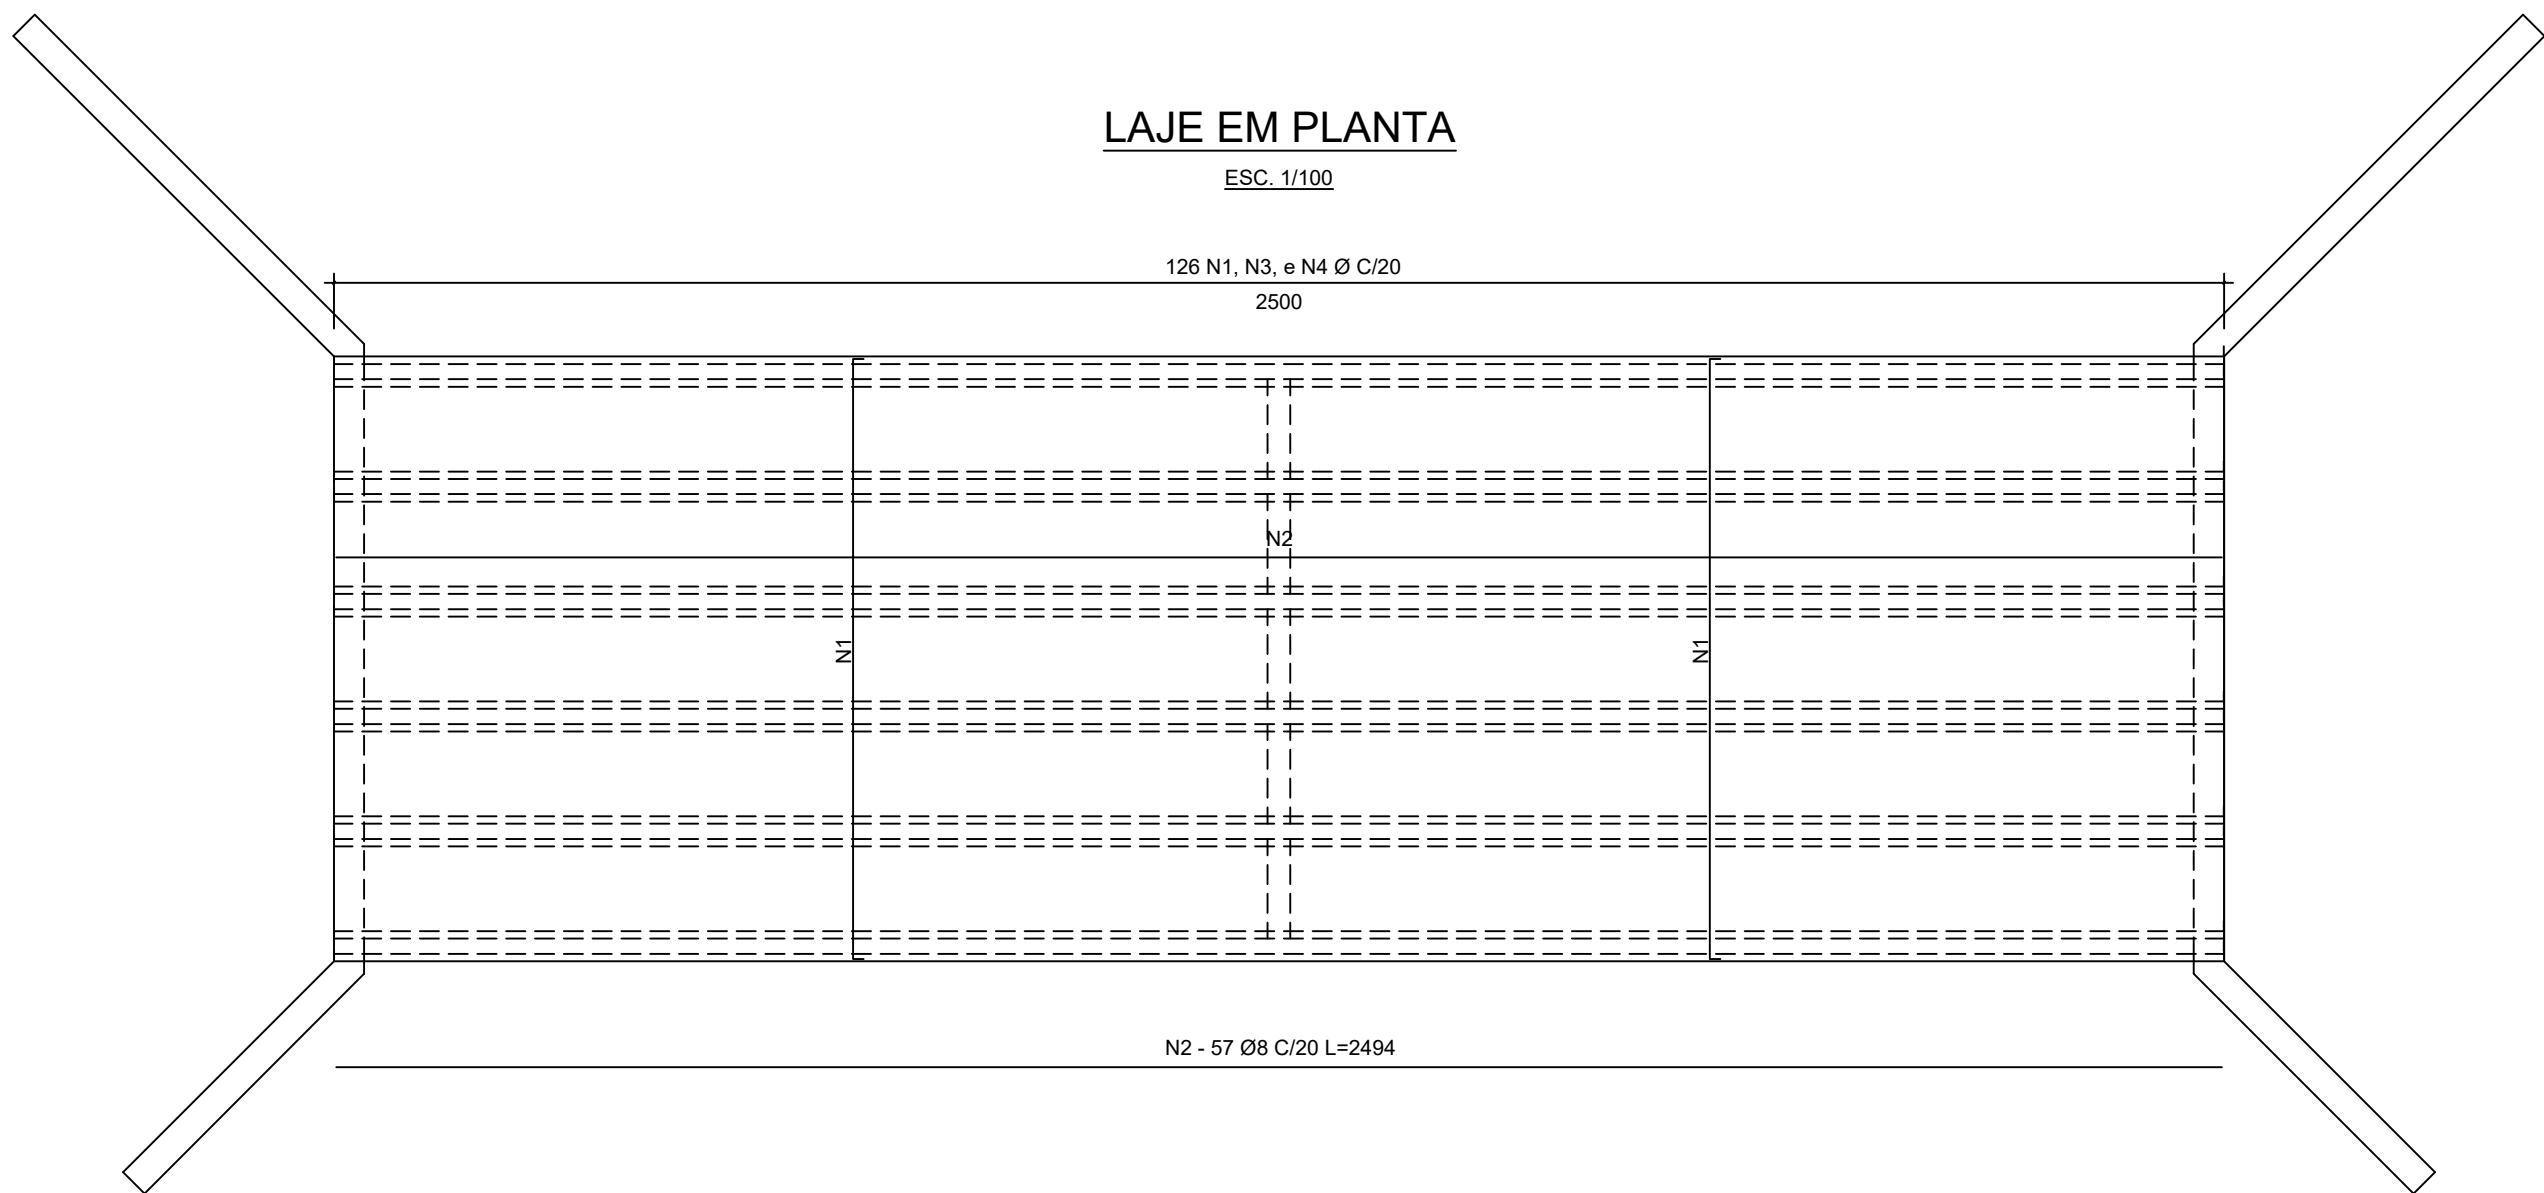 LAJE EM PLANTA
ESC. 1/100
126 N1, N3, e N4 Ø C/20
2500
N2
N1
N1
N2 - 57 Ø8 C/20 L=2494